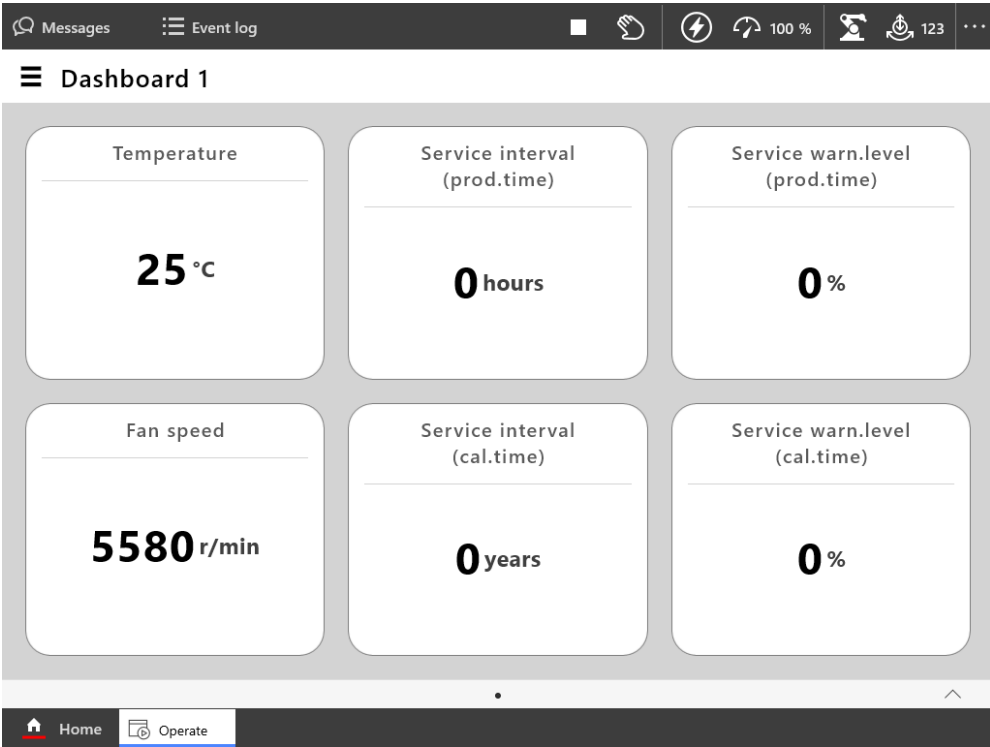 Messages
Event log
100 %
123
Dashboard 1
Temperature
25 °C
Service interval
(prod.time)
0 hours
Service warn.level
(prod.time)
0 %
Fan speed
5580 r/min
Service interval
(cal.time)
0 years
Service warn.level
(cal.time)
0 %
Home
Operate